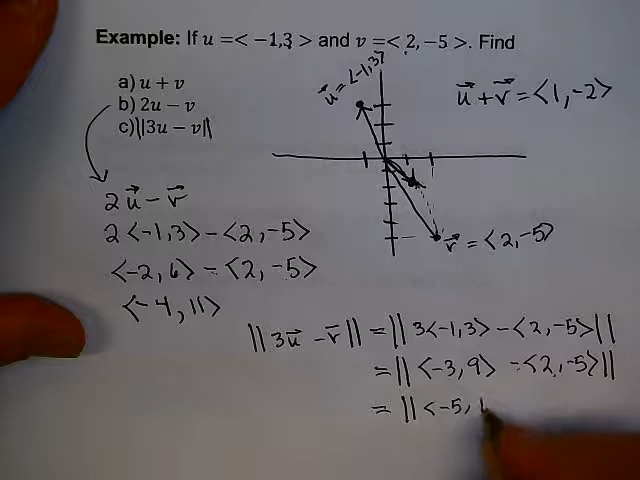 Example: If u =< −1,3 > and v =< 2, −5 >. Find
a) u + v
b) 2u − v
c)||3u − v||
u⃗ = <-1,3>
u⃗ + v⃗ = <1,-2>
v⃗ = <2,-5>
2u⃗ - v⃗
2<-1,3> - <2,-5>
<-2,6> - <2,-5>
<-4,11>
||3u⃗ - v⃗|| = ||3<-1,3> - <2,-5>||
= ||<-3,9> - <2,-5>||
= ||<-5,1